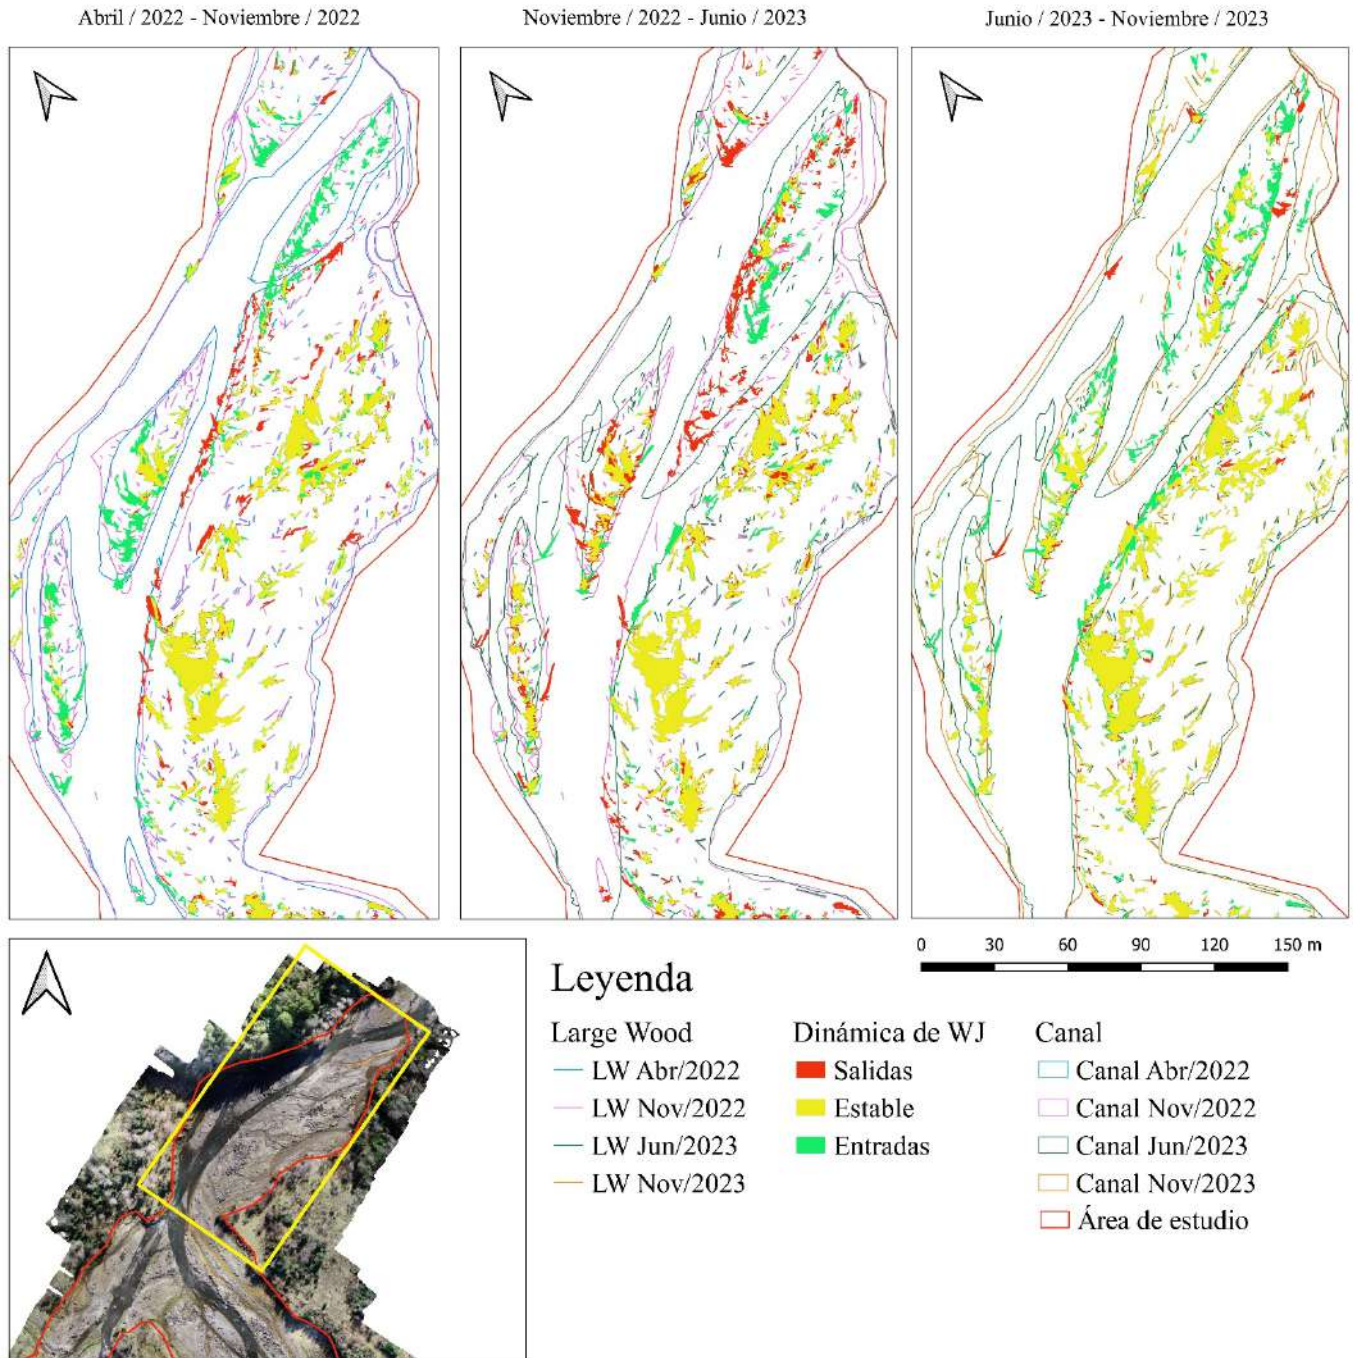 Abril / 2022 - Noviembre / 2022
Noviembre / 2022 - Junio / 2023
Junio / 2023 - Noviembre / 2023
0 30 60 90 120 150 m
Leyenda
Large Wood
LW Abr/2022
LW Nov/2022
LW Jun/2023
LW Nov/2023
Dinámica de WJ
Salidas
Estable
Entradas
Canal
Canal Abr/2022
Canal Nov/2022
Canal Jun/2023
Canal Nov/2023
Área de estudio